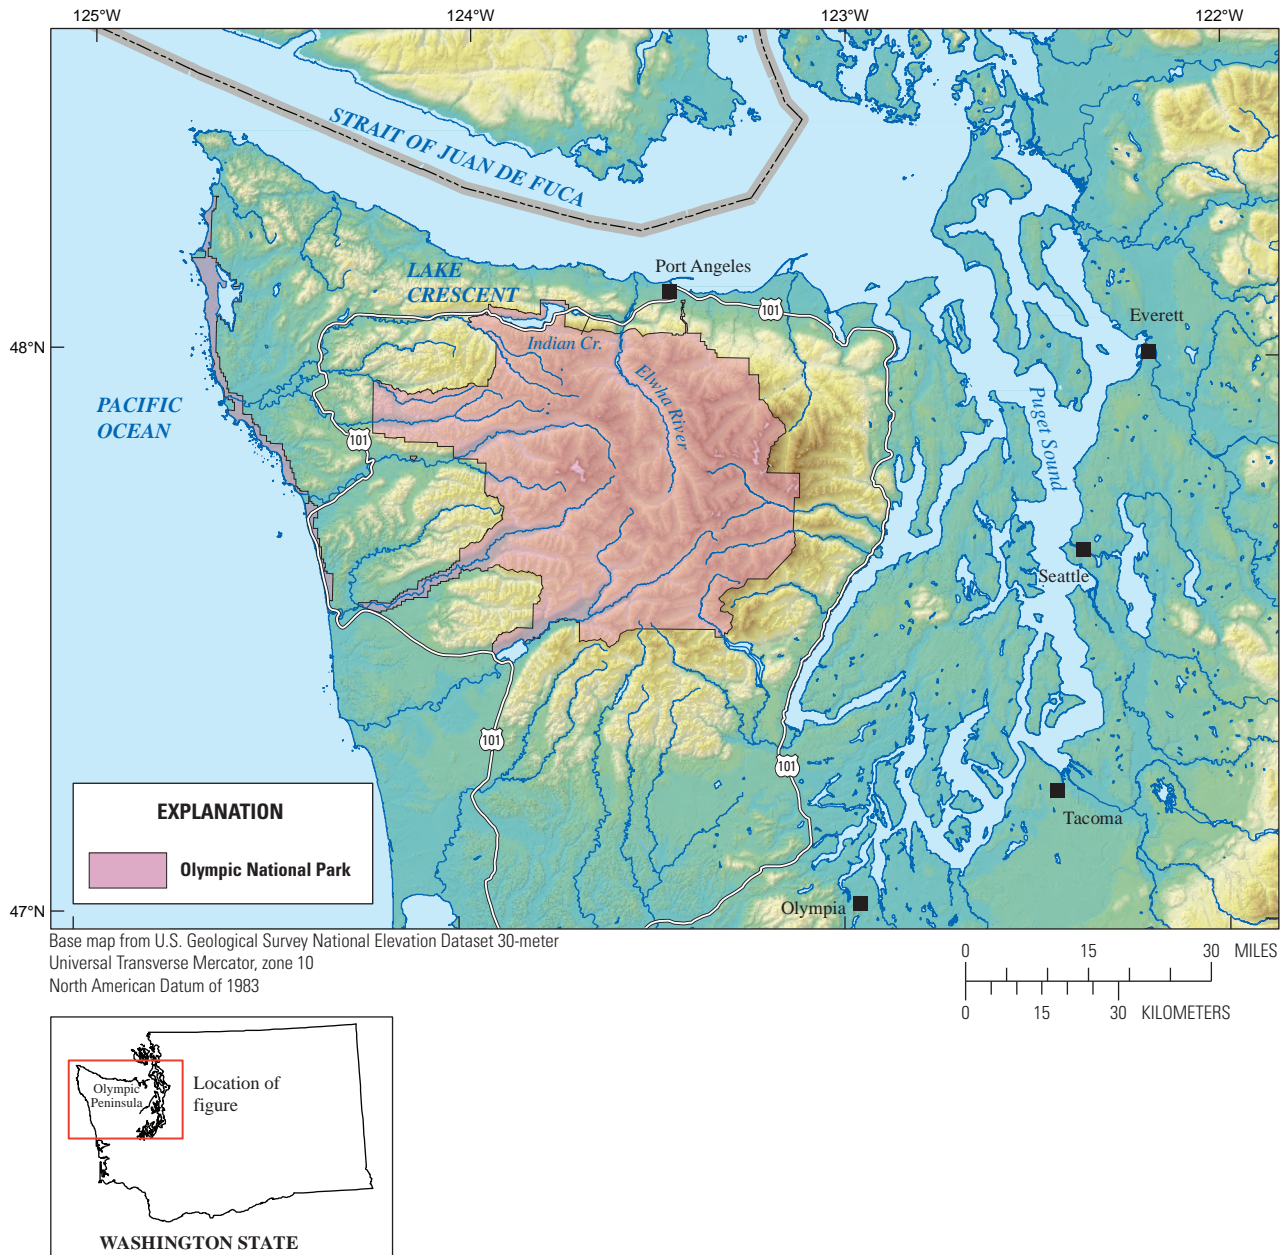 125°W
124°W
123°W
122°W
STRAIT OF JUAN DE FUCA
Port Angeles
LAKE
CRESCENT
101
Everett
48°N
Indian Cr.
Elwha River
PACIFIC
OCEAN
Puget Sound
101
Seattle
101
101
EXPLANATION
Olympic National Park
Tacoma
Olympia
47°N
Base map from U.S. Geological Survey National Elevation Dataset 30-meter
Universal Transverse Mercator, zone 10
North American Datum of 1983
0 15 30 MILES
0 15 30 KILOMETERS
Olympic
Peninsula
Location of
figure
WASHINGTON STATE